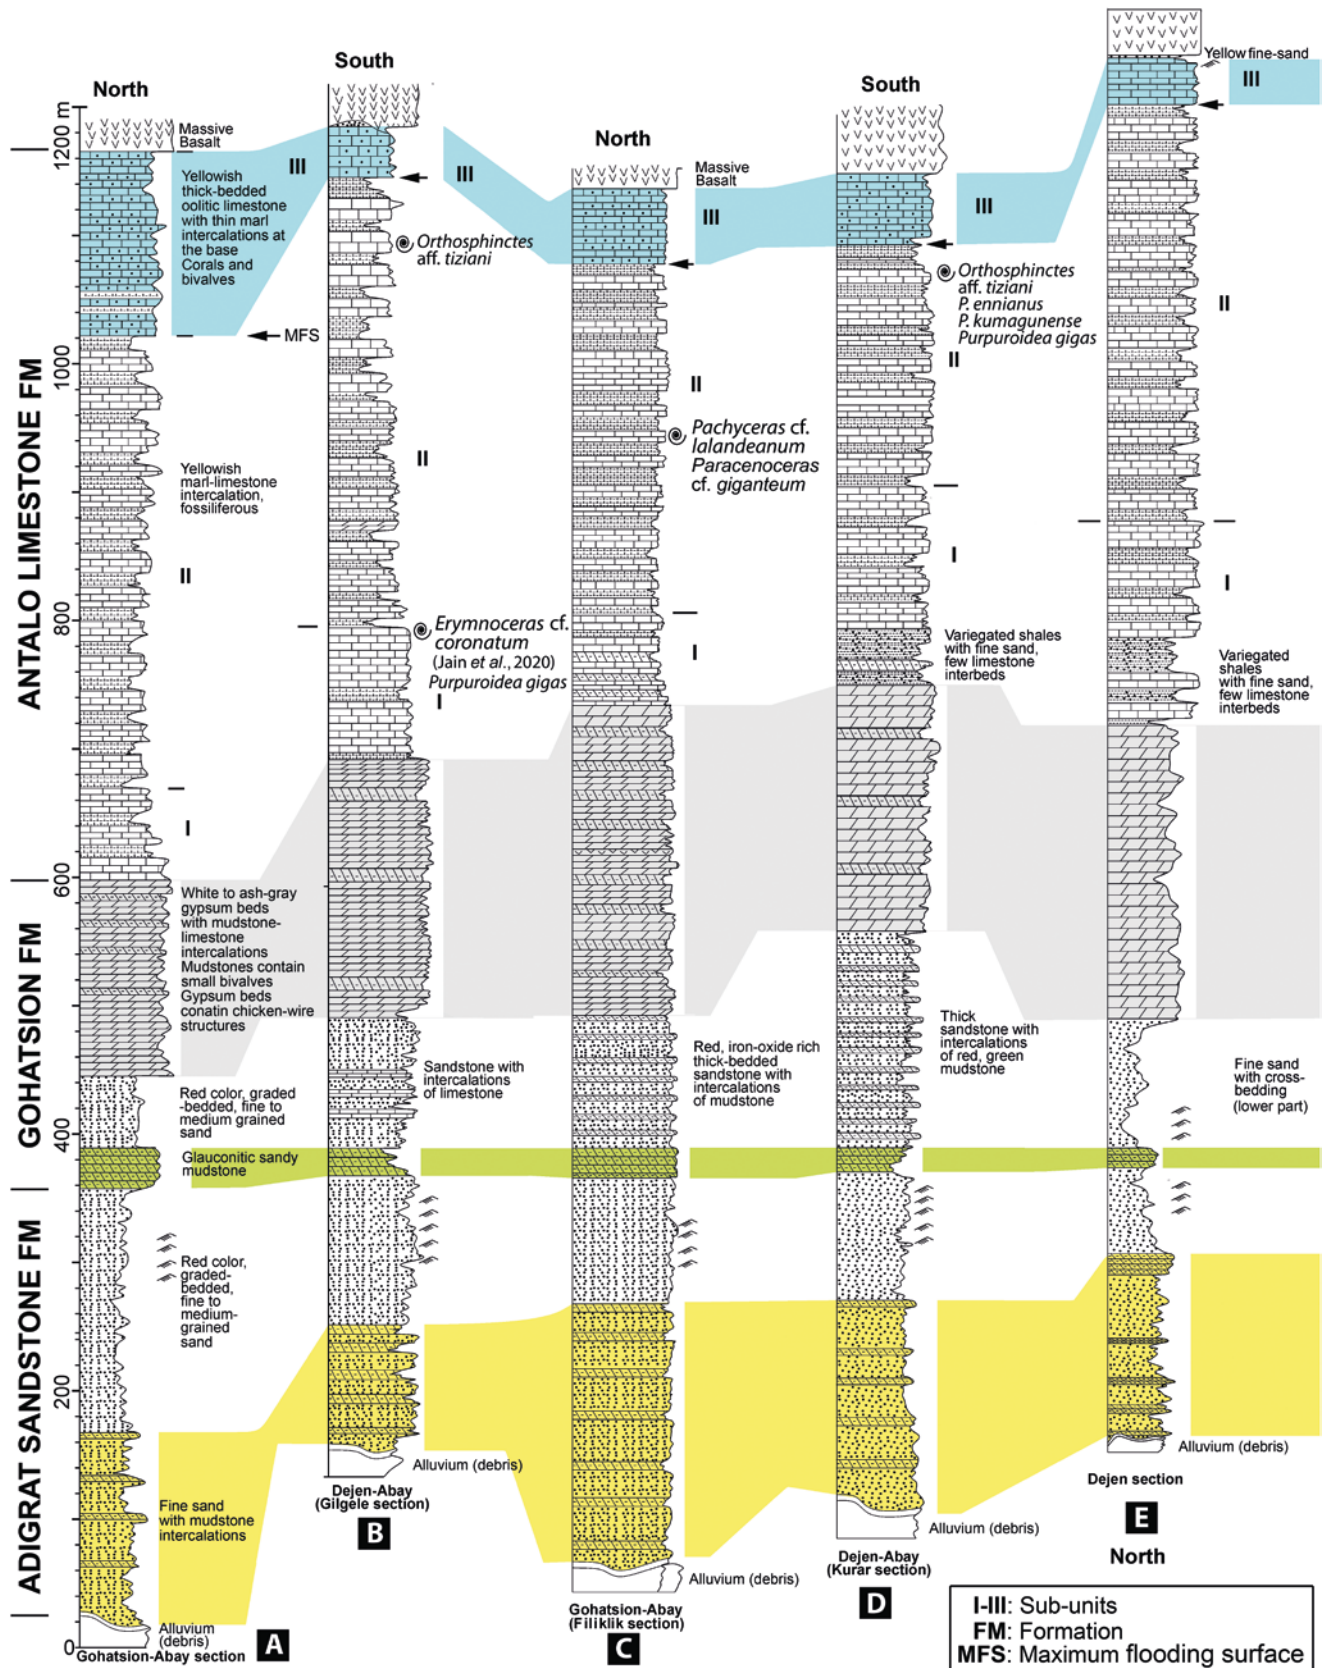 North
South
North
South
Yellow fine-sand
III
1200 m
Massive
Basalt
III
Yellowish
thick-bedded
oolitic limestone
with thin marl
intercalations at
the base
Corals and
bivalves
III
Massive
Basalt
III
III
Orthosphinctes
aff. tiziani
Orthosphinctes
aff. tiziani
P. ennianus
P. kumagunense
Purpuroidea gigas
MFS
1000
II
II
II
Pachyceras cf.
lalandeanum
Paracenoceras
cf. giganteum
II
Yellowish
marl-limestone
intercalation,
fossiliferous
II
I
I
800
Erymnoceras cf.
coronatum
(Jain et al., 2020)
Purpuroidea gigas
I
I
Variegated shales
with fine sand,
few limestone
interbeds
Variegated
shales
with fine sand,
few limestone
interbeds
I
ANTALO LIMESTONE FM
600
White to ash-gray
gypsum beds
with mudstone-
limestone
intercalations
Mudstones contain
small bivalves
Gypsum beds
conatin chicken-wire
structures
GOHATSION FM
Red color, graded
-bedded, fine to
medium grained
sand
Sandstone with
intercalations
of limestone
Red, iron-oxide rich
thick-bedded
sandstone with
intercalations
of mudstone
Thick
sandstone with
intercalations
of red, green
mudstone
Fine sand
with cross-
bedding
(lower part)
400
Glauconitic sandy
mudstone
Red color,
graded-
bedded,
fine to
medium-
grained
sand
ADIGRAT SANDSTONE FM
200
Fine sand
with mudstone
intercalations
Alluvium (debris)
Alluvium (debris)
Alluvium (debris)
Alluvium (debris)
Alluvium
(debris)
0
Gohatsion-Abay section
A
Dejen-Abay
(Gilgele section)
B
Gohatsion-Abay
(Filiklik section)
C
Dejen-Abay
(Kurar section)
D
Dejen section
E
North
I-III: Sub-units
FM: Formation
MFS: Maximum flooding surface